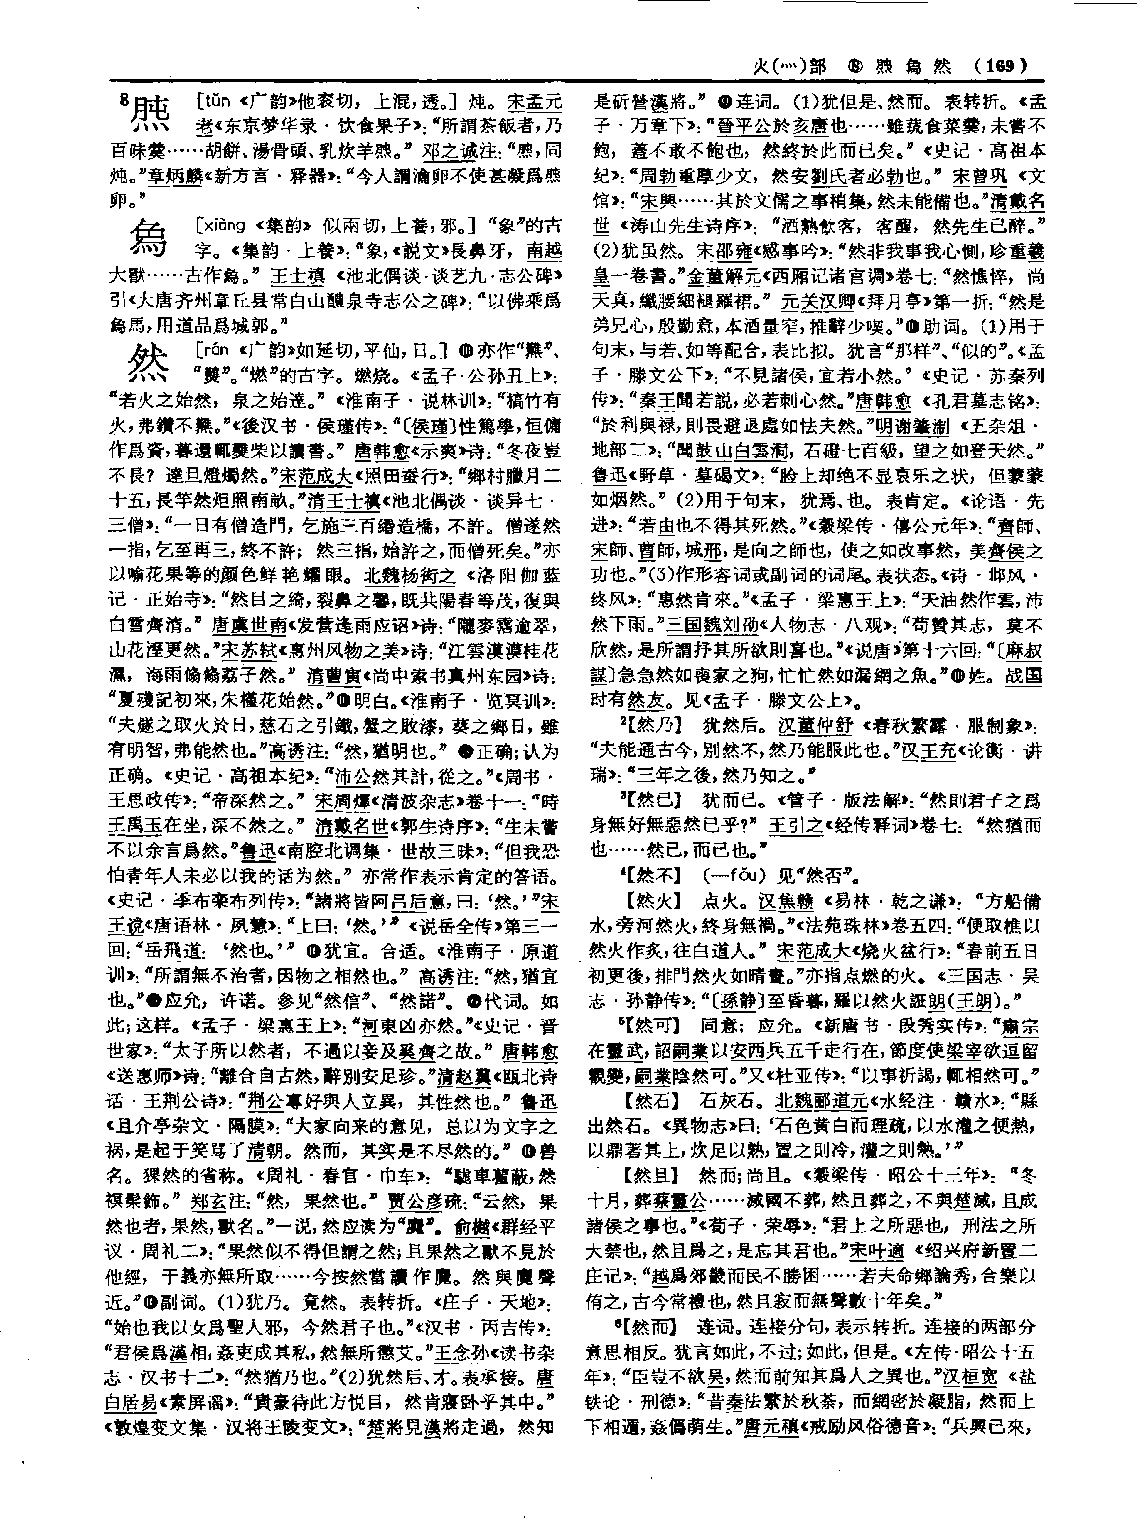 火(灬)部 ⑧ 㷠 為 然 (169)
8 㷠 [tūn 《广韵》他衮切，上混，透。] 炖。宋孟元
老《东京梦华录·饮食果子》：“所謂茶飯者，乃
百味羹……胡餅、湯骨頭、乳炊羊㷠。”邓之诚注：“㷠，同
炖。”章炳麟《新方言·释器》：“今人謂瀹卵不使甚凝爲㷠
卵。”
[xiàng 《集韵》似兩切，上養，邪。] “象”的古
字。《集韵·上養》：“象，《説文》長鼻牙，南越
大獸……古作𤉢。”王士禛《池北偶谈·谈艺九·志公碑》
引《大唐齐州章丘县常白山醴泉寺志公之碑》：“以佛乘爲
𤉢馬，用道品爲城郭。”
然 [rán 《广韵》如延切，平仙，日。] ❶亦作“㸐”、
“㷼”。“燃”的古字。燃烧。《孟子·公孙丑上》：
“若火之始然，泉之始達。”《淮南子·说林训》：“槁竹有
火，弗鑽不㸐。”《後汉书·侯瑾传》：“〔侯瑾〕性篤學，恒傭
作爲資，暮還輒㷼柴以讀書。”唐韩愈《示爽》诗：“冬夜豈
不長？達旦燈燭然。”宋范成大《照田蚕行》：“鄉村臘月二
十五，長竿然炬照南畝。”清王士禛《池北偶谈·谈异七·
三僧》：“一日有僧造門，乞施三百緡造橋，不許。僧遂然
一指，乞至再三，終不許；然三指，始許之，而僧死矣。”亦
以喻花果等的颜色鲜艳耀眼。北魏杨衒之《洛阳伽蓝
记·正始寺》：“然目之綺，裂鼻之馨，既共陽春等茂，復與
白雪齊清。”唐虞世南《发营逢雨应诏》诗：“隴麥霑逾翠，
山花溼更然。”宋苏轼《惠州风物之美》诗：“江雲漠漠桂花
濕，海雨翛翛荔子然。”清曹寅《尚中索书真州东园》诗：
“夏殘記初來，朱槿花始然。”❷明白。《淮南子·览冥训》：
“夫燧之取火於日，慈石之引鐵，蟹之敗漆，葵之鄉日，雖
有明智，弗能然也。”高诱注：“然，猶明也。”❸正确；认为
正确。《史记·高祖本纪》：“沛公然其計，從之。”《周书·
王思政传》：“帝深然之。”宋周煇《清波杂志》卷十一：“時
王禹玉在坐，深不然之。”清戴名世《郭生诗序》：“生未嘗
不以余言爲然。”鲁迅《南腔北调集·世故三昧》：“但我恐
怕青年人未必以我的话为然。”亦常作表示肯定的答语。
《史记·季布栾布列传》：“諸將皆阿吕后意，曰：‘然。’”宋
王谠《唐语林·夙慧》：“上曰：‘然。’”《说岳全传》第三一
回：“岳飛道：‘然也。’”❹犹宜。合适。《淮南子·原道
训》：“所謂無不治者，因物之相然也。”高诱注：“然，猶宜
也。”❺应允，许诺。参见“然信”、“然諾”。❻代词。如
此；这样。《孟子·梁惠王上》：“河東凶亦然。”《史记·晋
世家》：“太子所以然者，不過以妾及奚齊之故。”唐韩愈
《送惠师》诗：“離合自古然，辭別安足珍。”清赵翼《瓯北诗
话·王荆公诗》：“荆公專好與人立異，其性然也。”鲁迅
《且介亭杂文·隔膜》：“大家向来的意见，总以为文字之
祸，是起于笑骂了清朝。然而，其实是不尽然的。”❼兽
名。猓然的省称。《周礼·春官·巾车》：“駹車雚蔽，然
䙰髤飾。”郑玄注：“然，果然也。”贾公彦疏：“云然，果
然也者，果然，獸名。”一说，然应读为“𪋮”。俞樾《群经平
议·周礼二》：“果然似不得但謂之然；且果然之獸不見於
他經，于義亦無所取……今按然當讀作𪋮。然與𪋮聲
近。”❽副词。(1)犹乃。竟然。表转折。《庄子·天地》：
“始也我以女爲聖人邪，今然君子也。”《汉书·丙吉传》：
“君侯爲漢相，姦吏成其私，然無所懲艾。”王念孙《读书杂
志·汉书十二》：“然猶乃也。”(2)犹然后、才。表承接。唐
白居易《素屏谣》：“貴豪待此方悦目，然肯寢卧乎其中。”
《敦煌变文集·汉将王陵变文》：“楚將見漢將走過，然知
是斫營漢將。”❾连词。(1)犹但是、然而。表转折。《孟
子·万章下》：“晉平公於亥唐也……雖蔬食菜羹，未嘗不
飽，蓋不敢不飽也，然終於此而已矣。”《史记·高祖本
纪》：“周勃重厚少文，然安劉氏者必勃也。”宋曾巩《文
馆》：“宋興……其於文儒之事稍集，然未能備也。”清戴名
世《涛山先生诗序》：“酒熟飲客，客醒，然先生已醉。”
(2)犹虽然。宋邵雍《感事吟》：“然非我事我心惻，珍重羲
皇一卷書。”金董解元《西厢记诸宫调》卷七：“然憔悴，尚
天真，纖腰細褪羅裙。”元关汉卿《拜月亭》第一折：“然是
弟兄心，殷勤意，本酒量窄，推辭少喫。”❿助词。(1)用于
句末，与若、如等配合，表比拟。犹言“那样”、“似的”。《孟
子·滕文公下》：“不見諸侯，宜若小然。”《史记·苏秦列
传》：“秦王聞若説，必若刺心然。”唐韩愈《孔君墓志铭》：
“於利與禄，則畏避退處如怯夫然。”明谢肇淛《五杂俎·
地部二》：“聞鼓山白雲洞，石磴七百級，望之如登天然。”
鲁迅《野草·墓碣文》：“脸上却绝不显哀乐之状，但蒙蒙
如烟然。”(2)用于句末，犹焉、也。表肯定。《论语·先
进》：“若由也不得其死然。”《穀梁传·僖公元年》：“齊師、
宋師、曹師，城邢，是向之師也，使之如改事然，美齊侯之
功也。”(3)作形容词或副词的词尾。表状态。《诗·邶风·
终风》：“惠然肯來。”《孟子·梁惠王上》：“天油然作雲，沛
然下雨。”三国魏刘劭《人物志·八观》：“苟贊其志，莫不
欣然，是所謂抒其所欲則喜也。”《说唐》第十六回：“〔麻叔
謀〕急急然如喪家之狗，忙忙然如漏網之魚。”⓫姓。战国
时有然友。见《孟子·滕文公上》。
2【然乃】 犹然后。汉董仲舒《春秋繁露·服制象》：
“夫能通古今，別然不，然乃能服此也。”汉王充《论衡·讲
瑞》：“三年之後，然乃知之。”
3【然已】 犹而已。《管子·版法解》：“然則君子之爲
身無好無惡然已乎？”王引之《经传释词》卷七：“然猶而
也……然已，而已也。”
4【然不】 (—fǒu) 见“然否”。
【然火】 点火。汉焦赣《易林·乾之谦》：“方船備
水，旁河然火，終身無禍。”《法苑珠林》卷五四：“便取樵以
然火作炙，往白道人。”宋范成大《烧火盆行》：“春前五日
初更後，排門然火如晴晝。”亦指点燃的火。《三国志·吴
志·孙静传》：“〔孫静〕至昏暮，羅以然火誑朗(王朗)。”
5【然可】 同意；应允。《新唐书·段秀实传》：“肅宗
在靈武，詔嗣業以安西兵五千走行在，節度使梁宰欲逗留
觀變，嗣業陰然可。”又《杜亚传》：“以事祈謁，輒相然可。”
【然石】 石灰石。北魏郦道元《水经注·贛水》：“縣
出然石。《異物志》曰：‘石色黄白而理疏，以水灌之便熱，
以鼎著其上，炊足以熟，置之則冷，灌之則熱。’”
【然且】 然而；尚且。《穀梁传·昭公十三年》：“冬
十月，葬蔡靈公……滅國不葬，然且葬之，不與楚滅，且成
諸侯之事也。”《荀子·荣辱》：“君上之所惡也，刑法之所
大禁也，然且爲之，是忘其君也。”宋叶適《绍兴府新置二
庄记》：“越爲郊畿而民不勝困……若夫命鄉論秀，合樂以
侑之，古今常禮也，然且寂而無聲數十年矣。”
6【然而】 连词。连接分句，表示转折。连接的两部分
意思相反。犹言如此，不过；如此，但是。《左传·昭公十五
年》：“臣豈不欲吴，然而前知其爲人之異也。”汉桓宽《盐
铁论·刑德》：“昔秦法繁於秋荼，而網密於凝脂，然而上
下相遁，姦僞萌生。”唐元稹《戒励风俗德音》：“兵興已來，